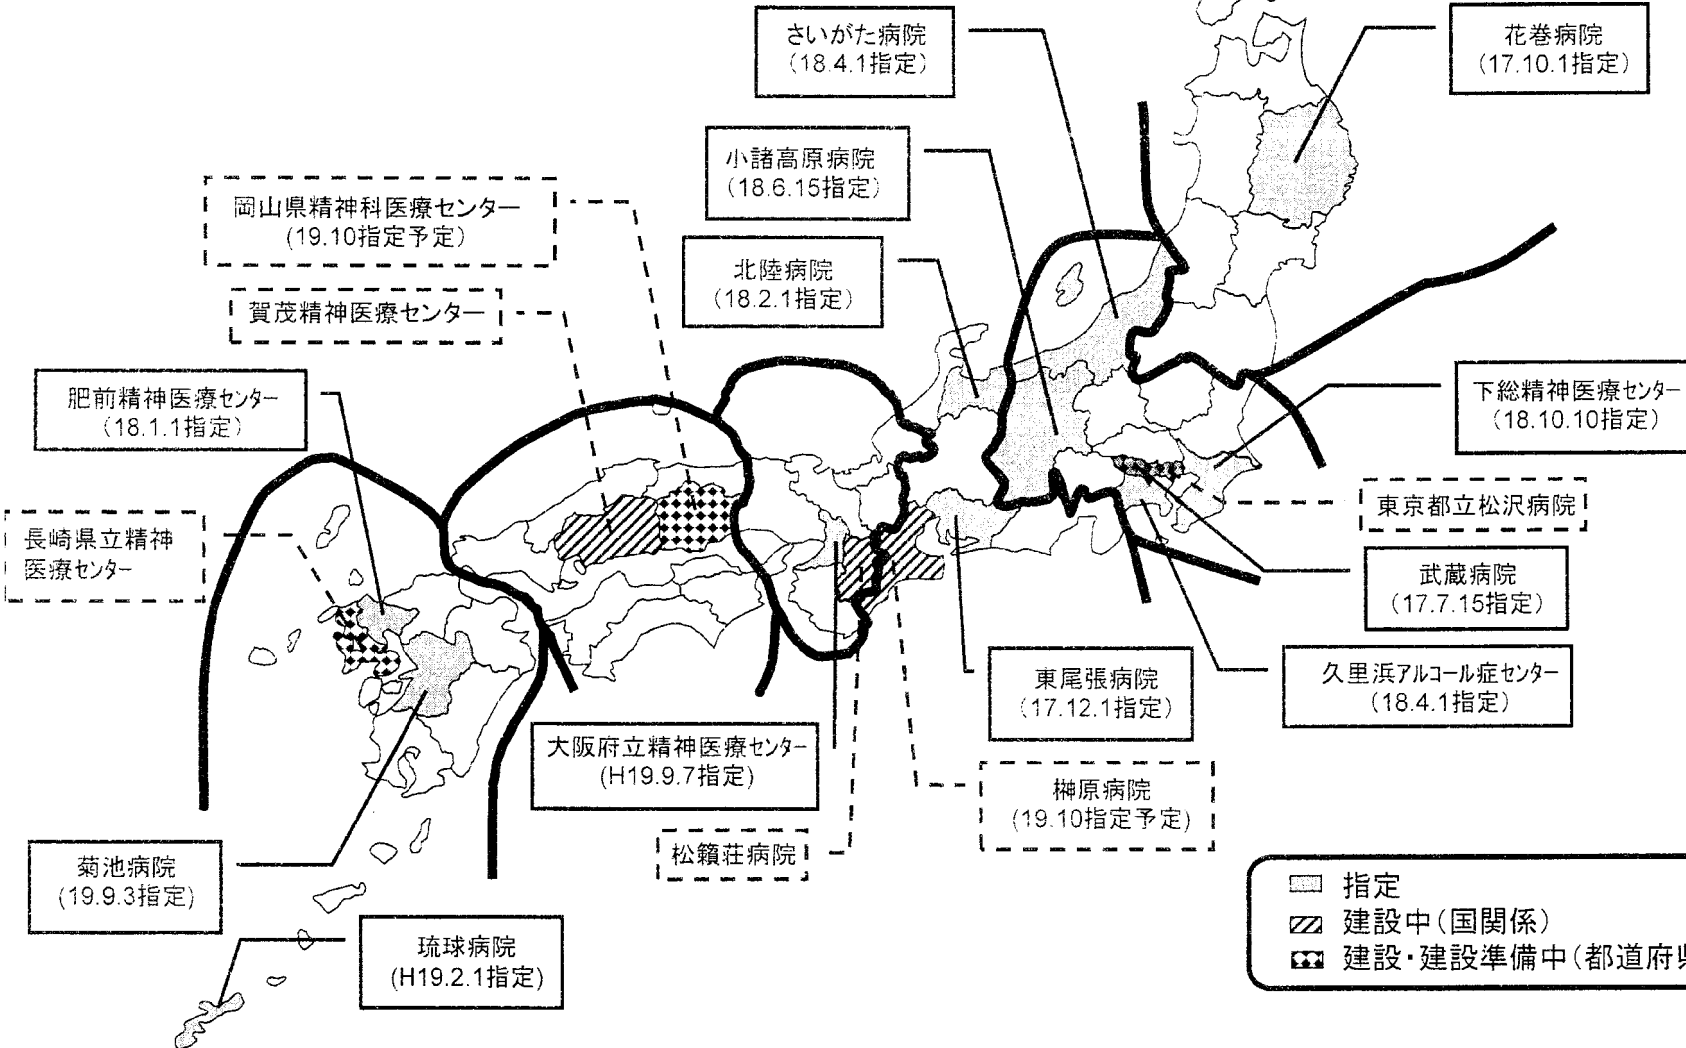 さいがた病院
(18.4.1指定)
花巻病院
(17.10.1指定)
小諸高原病院
(18.6.15指定)
岡山県精神科医療センター
(19.10指定予定)
北陸病院
(18.2.1指定)
賀茂精神医療センター
肥前精神医療センター
(18.1.1指定)
下総精神医療センター
(18.10.10指定)
東京都立松沢病院
長崎県立精神
医療センター
武蔵病院
(17.7.15指定)
東尾張病院
(17.12.1指定)
久里浜アルコール症センター
(18.4.1指定)
大阪府立精神医療センター
(H19.9.7指定)
榊原病院
(19.10指定予定)
松籟荘病院
菊池病院
(19.9.3指定)
琉球病院
(H19.2.1指定)
指定
建設中(国関係)
建設・建設準備中(都道府県